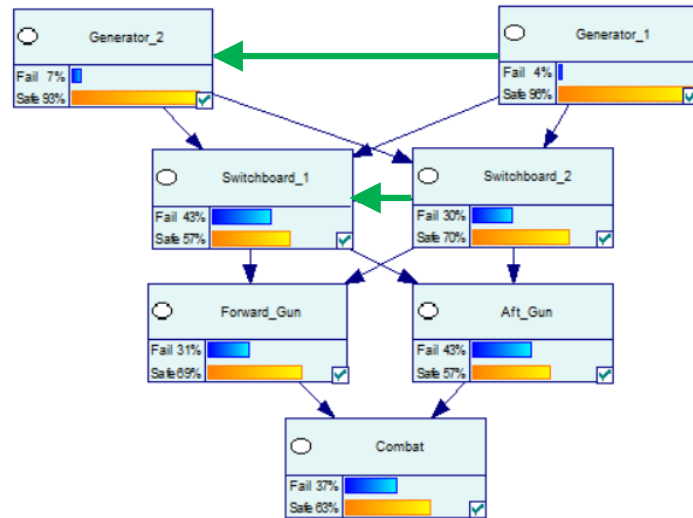 Generator_2
Fail 7%
Safe 93%
Generator_1
Fail 4%
Safe 96%
Switchboard_1
Fail 43%
Safe 57%
Switchboard_2
Fail 30%
Safe 70%
Forward_Gun
Fail 31%
Safe 69%
Aft_Gun
Fail 43%
Safe 57%
Combat
Fail 37%
Safe 63%